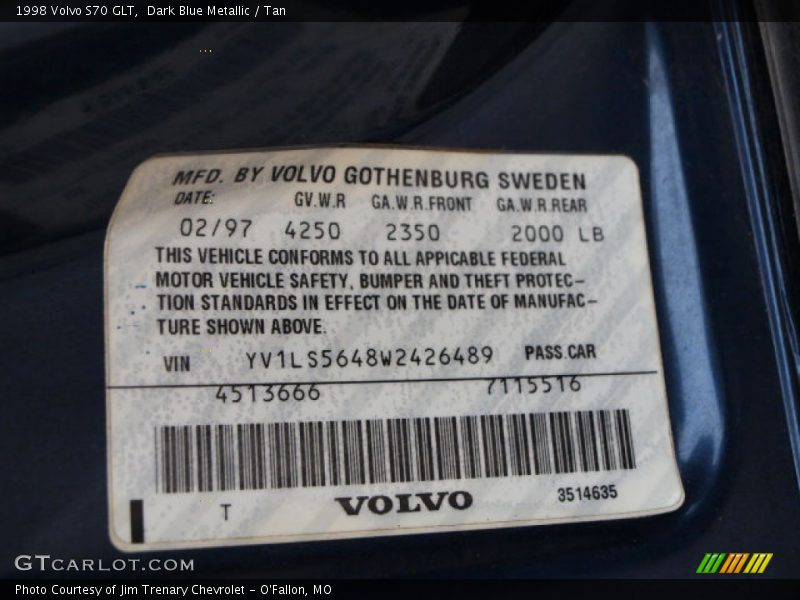 1998 Volvo S70 GLT,  Dark Blue Metallic / Tan
MFD. BY VOLVO GOTHENBURG SWEDEN
DATE: GV.W.R GA.W.R.FRONT GA.W.R.REAR
02/97 4250 2350 2000 LB
THIS VEHICLE CONFORMS TO ALL APPICABLE FEDERAL
MOTOR VEHICLE SAFETY, BUMPER AND THEFT PROTEC-
TION STANDARDS IN EFFECT ON THE DATE OF MANUFAC-
TURE SHOWN ABOVE.
VIN YV1LS5648W2426489 PASS.CAR
4513666 7115516
T VOLVO 3514635
GTCARLOT.COM
Photo Courtesy of Jim Trenary Chevrolet - O'Fallon, MO